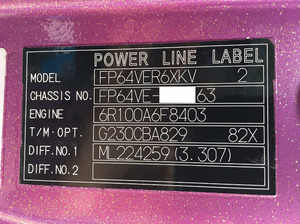 POWER LINE LABEL
MODEL FP64VER6XKV 2
CHASSIS NO. FP64VE- 63
ENGINE 6R100A6F8403
T/M・OPT. G230CBA829 82X
DIFF.NO.1 ML224259(3.307)
DIFF.NO.2